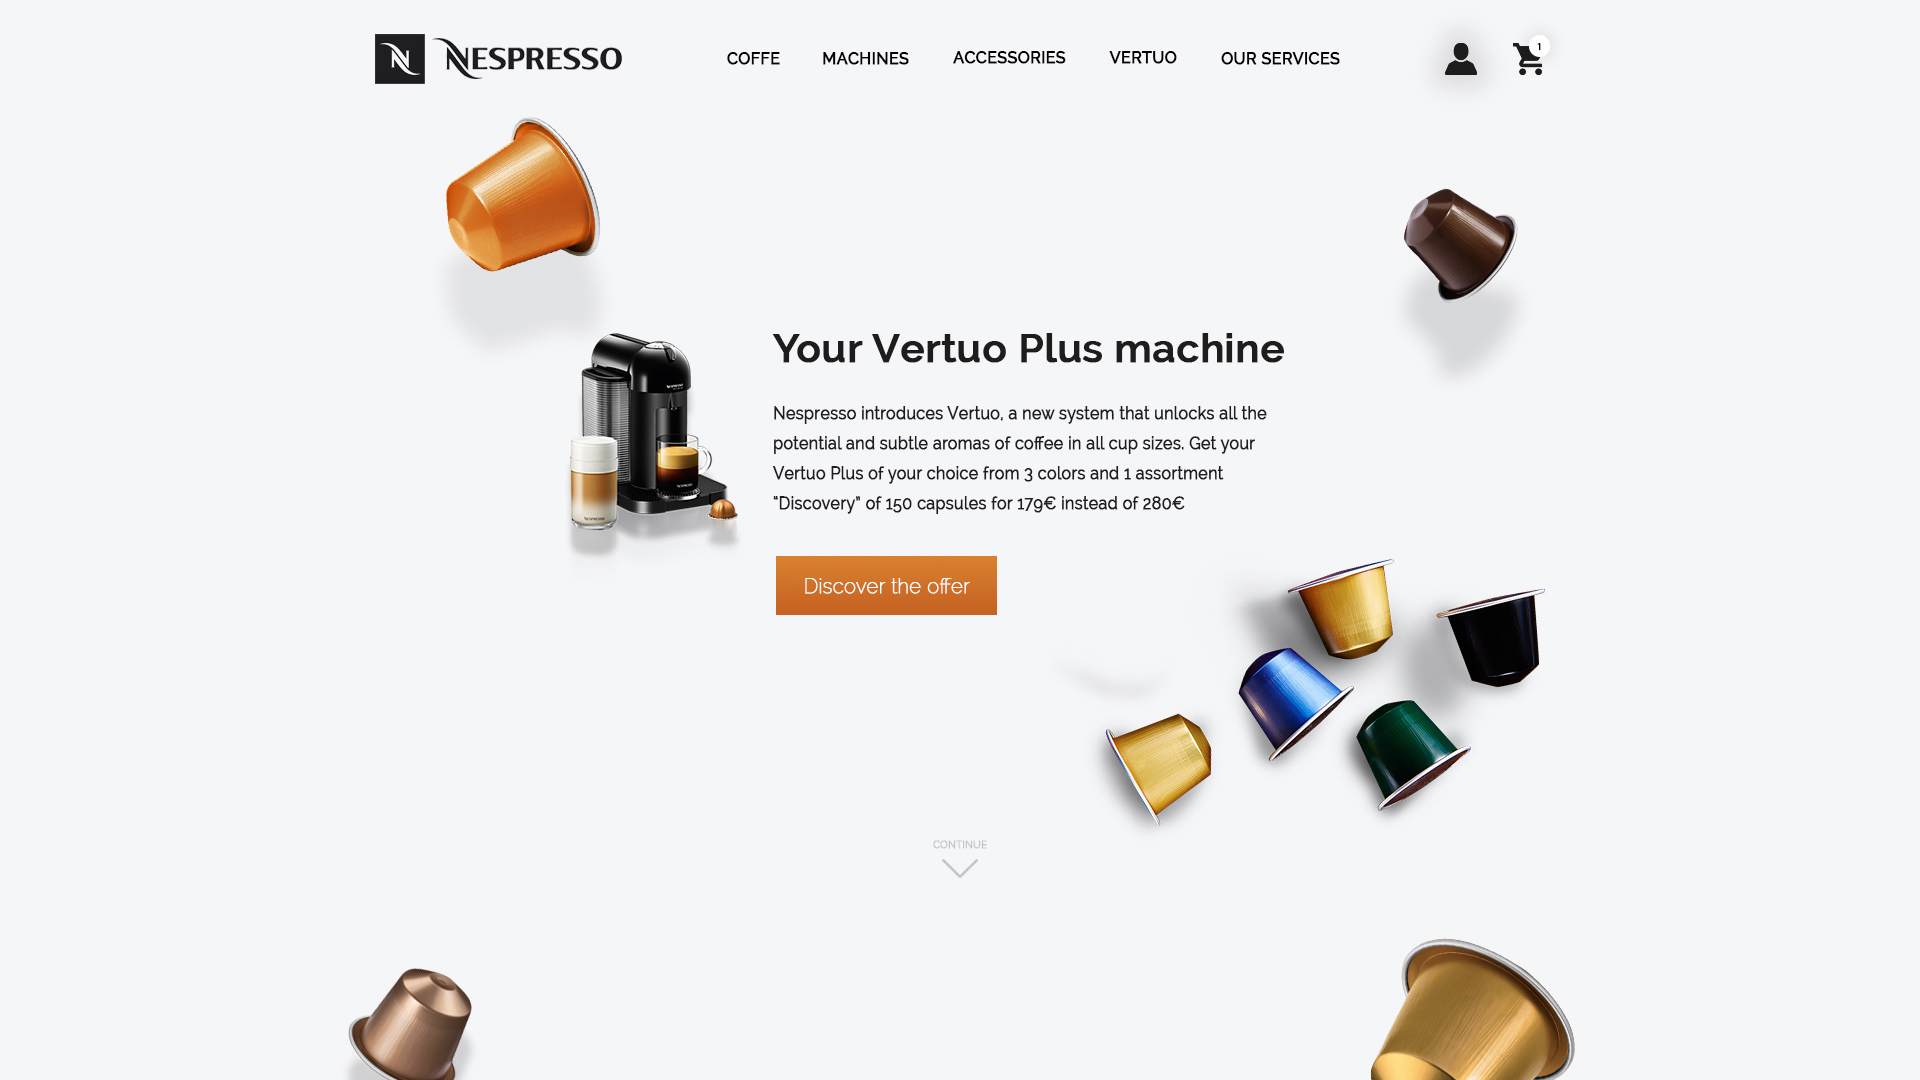 N NESPRESSO
COFFE
MACHINES
ACCESSORIES
VERTUO
OUR SERVICES
1
Your Vertuo Plus machine
Nespresso introduces Vertuo, a new system that unlocks all the
potential and subtle aromas of coffee in all cup sizes. Get your
Vertuo Plus of your choice from 3 colors and 1 assortment
“Discovery” of 150 capsules for 179€ instead of 280€
NESPRESSO
NESPRESSO
NESPRESSO
Discover the offer
CONTINUE